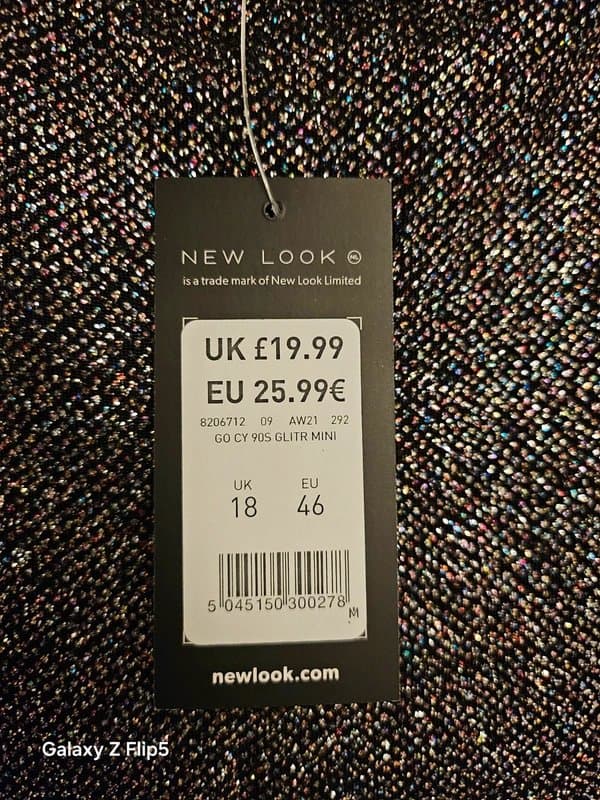 NEW LOOK NL
is a trade mark of New Look Limited
UK £19.99
EU 25.99€
8206712 09 AW21 292
GO CY 90S GLITR MINI
UK EU
18 46
5 045150 300278
M
newlook.com
Galaxy Z Flip5